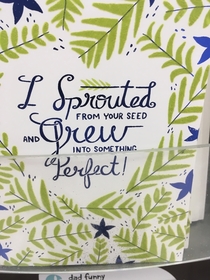 I Sprouted
FROM YOUR SEED
AND Grew
INTO SOMETHING
Perfect!
dad funny